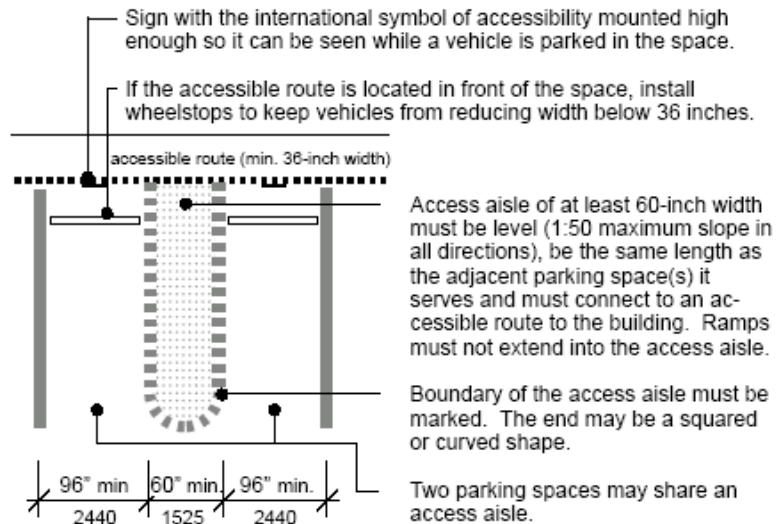 Sign with the international symbol of accessibility mounted high
enough so it can be seen while a vehicle is parked in the space.
If the accessible route is located in front of the space, install
wheelstops to keep vehicles from reducing width below 36 inches.
accessible route (min. 36-inch width)
Access aisle of at least 60-inch width
must be level (1:50 maximum slope in
all directions), be the same length as
the adjacent parking space(s) it
serves and must connect to an ac-
cessible route to the building.  Ramps
must not extend into the access aisle.
Boundary of the access aisle must be
marked.  The end may be a squared
or curved shape.
Two parking spaces may share an
access aisle.
96” min 60” min. 96” min.
2440 1525 2440